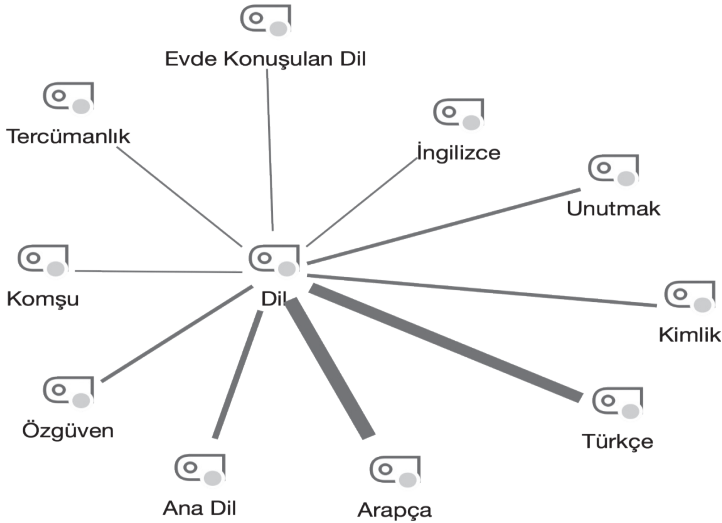 Evde Konuşulan Dil
Tercümanlık
İngilizce
Unutmak
Komşu
Dil
Kimlik
Özgüven
Türkçe
Ana Dil
Arapça